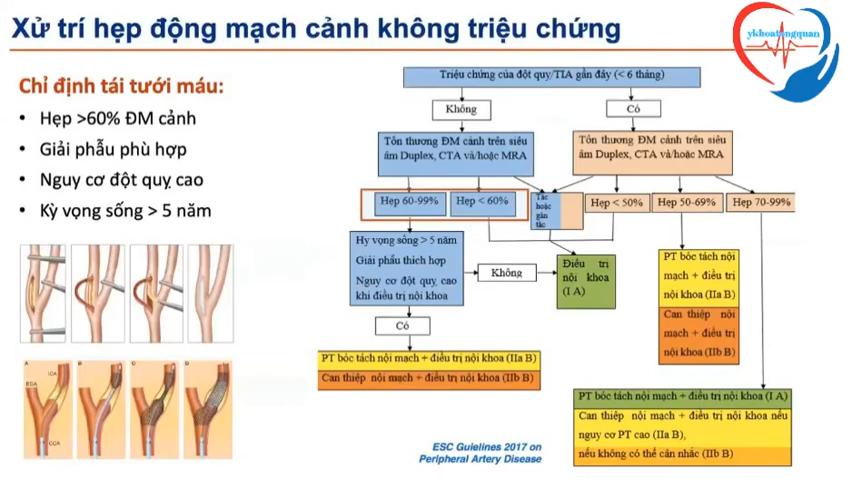 Xử trí hẹp động mạch cảnh không triệu chứng
ykhoatongquan
Chỉ định tái tưới máu:
• Hẹp >60% ĐM cảnh
• Giải phẫu phù hợp
• Nguy cơ đột quỵ cao
• Kỳ vọng sống > 5 năm
Triệu chứng của đột quỵ/TIA gần đây (< 6 tháng)
Không
Có
Tổn thương ĐM cảnh trên siêu
âm Duplex, CTA và/hoặc MRA
Tổn thương ĐM cảnh trên siêu
âm Duplex, CTA và/hoặc MRA
Hẹp 60-99%
Hẹp < 60%
Tắc
hoặc
gần
tắc
Hẹp < 50%
Hẹp 50-69%
Hẹp 70-99%
Hy vọng sống > 5 năm
Giải phẫu thích hợp
Nguy cơ đột quỵ cao
khi điều trị nội khoa
Không
Điều trị
nội khoa
(I A)
PT bóc tách nội
mạch + điều trị
nội khoa (IIa B)
Can thiệp nội
mạch + điều trị
nội khoa (IIb B)
Có
PT bóc tách nội mạch + điều trị nội khoa (IIa B)
Can thiệp nội mạch + điều trị nội khoa (IIb B)
PT bóc tách nội mạch + điều trị nội khoa (I A)
Can thiệp nội mạch + điều trị nội khoa nếu
nguy cơ PT cao (IIa B),
nếu không có thể cân nhắc (IIb B)
A
B
C
D
ICA
ECA
CCA
ESC Guielines 2017 on
Peripheral Artery Disease